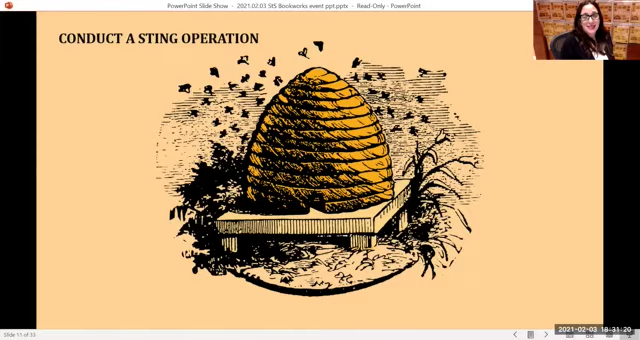 PowerPoint Slide Show - 2021.02.03 StS Bookworks event ppt.pptx - Read-Only - PowerPoint
CONDUCT A STING OPERATION
Slide 11 of 33
2021-02-03 18:31:20